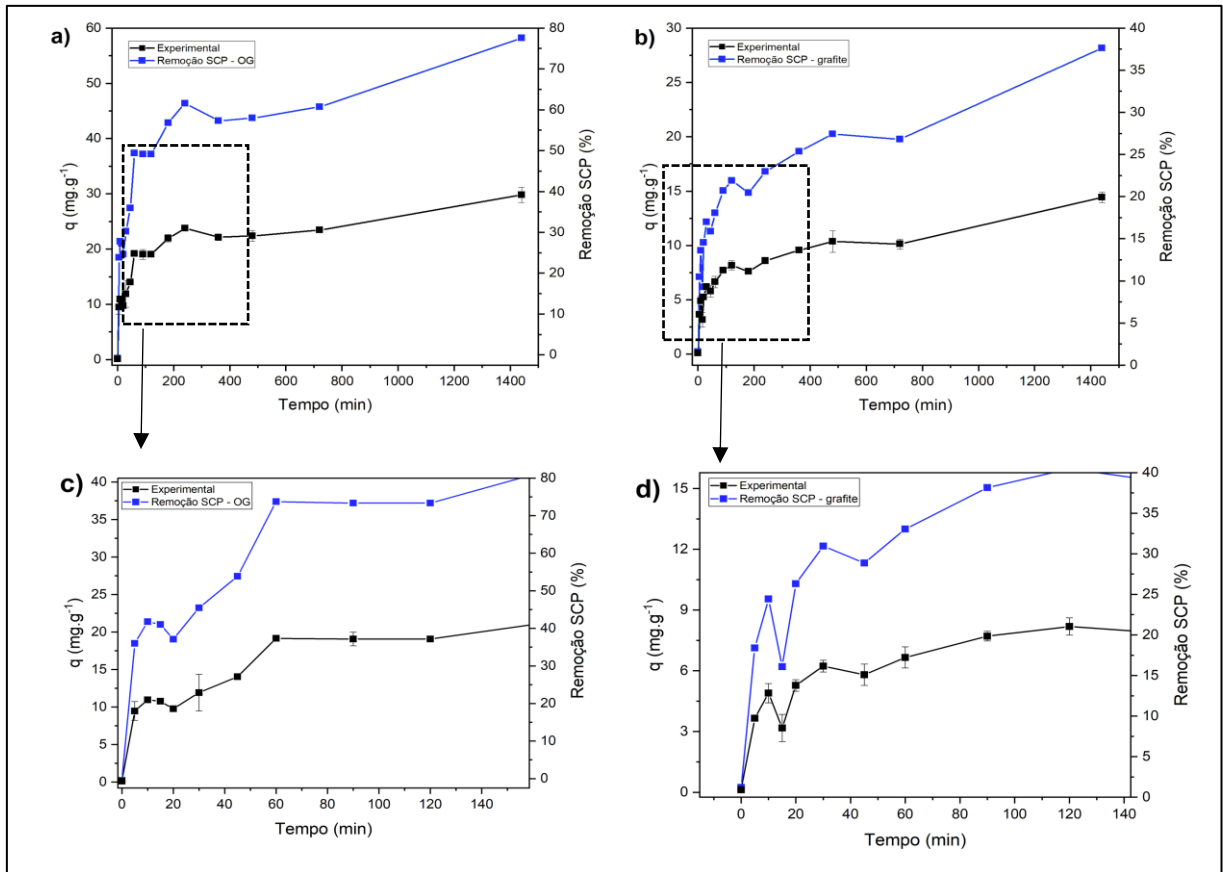 a)
Experimental
Remoção SCP - OG
q (mg.g⁻¹)
60
50
40
30
20
10
0
80
70
60
50
40
30
20
10
0
Remoção SCP (%)
0 200 400 600 800 1000 1200 1400
Tempo (min)
b)
Experimental
Remoção SCP - grafite
q (mg.g⁻¹)
30
25
20
15
10
5
0
40
35
30
25
20
15
10
5
0
Remoção SCP (%)
0 200 400 600 800 1000 1200 1400
Tempo (min)
c)
Experimental
Remoção SCP - OG
q (mg.g⁻¹)
40
35
30
25
20
15
10
5
0
80
70
60
50
40
30
20
10
0
Remoção SCP (%)
0 20 40 60 80 100 120 140
Tempo (min)
d)
Experimental
Remoção SCP - grafite
q (mg.g⁻¹)
15
12
9
6
3
0
40
35
30
25
20
15
10
5
0
Remoção SCP (%)
0 20 40 60 80 100 120 140
Tempo (min)